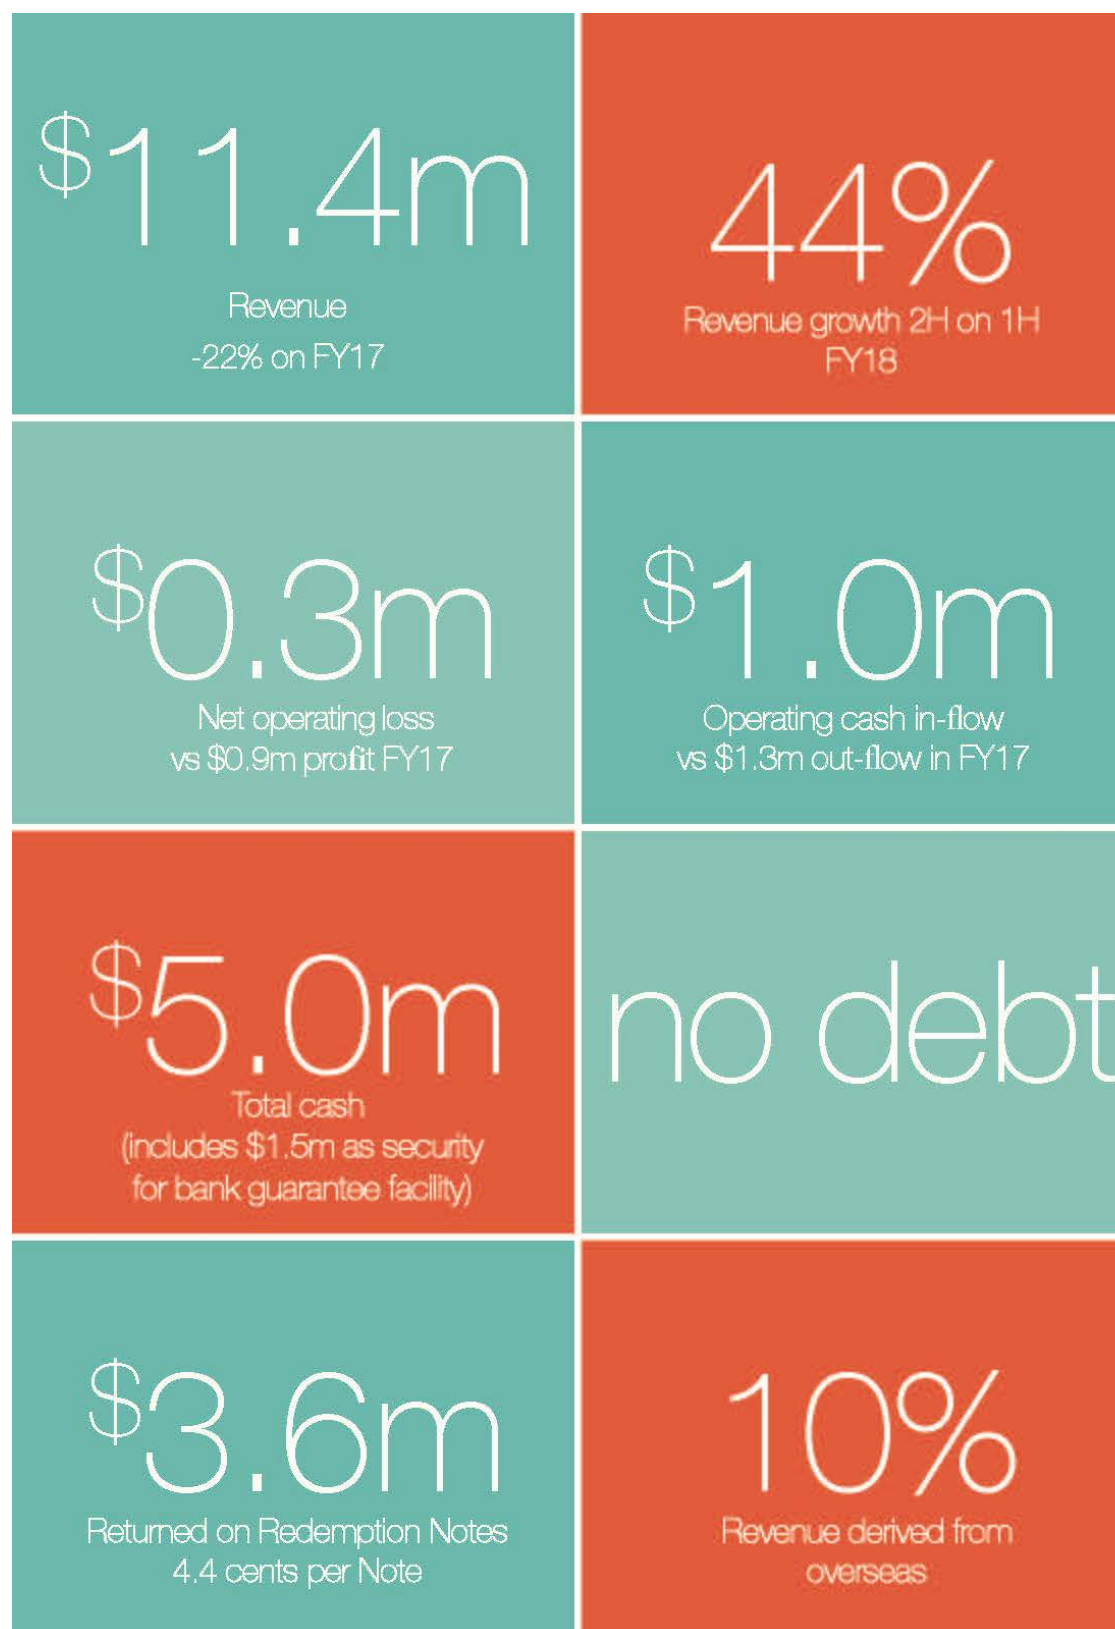 $11.4m
Revenue
-22% on FY17
44%
Revenue growth 2H on 1H
FY18
$0.3m
Net operating loss
vs $0.9m profit FY17
$1.0m
Operating cash in-flow
vs $1.3m out-flow in FY17
$5.0m
Total cash
(includes $1.5m as security
for bank guarantee facility)
no debt
$3.6m
Returned on Redemption Notes
4.4 cents per Note
10%
Revenue derived from
overseas